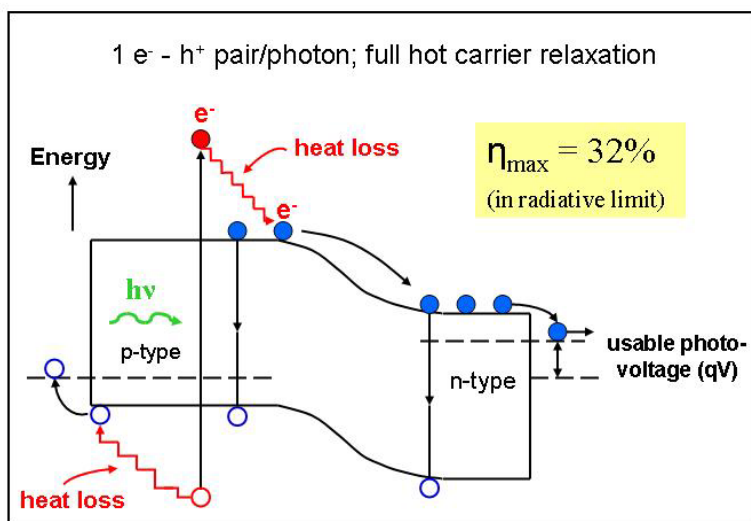 1 e⁻ - h⁺ pair/photon; full hot carrier relaxation
e⁻
heat loss
Energy
ηmax = 32%
(in radiative limit)
e⁻
hν
p-type
usable photo-
voltage (qV)
n-type
heat loss